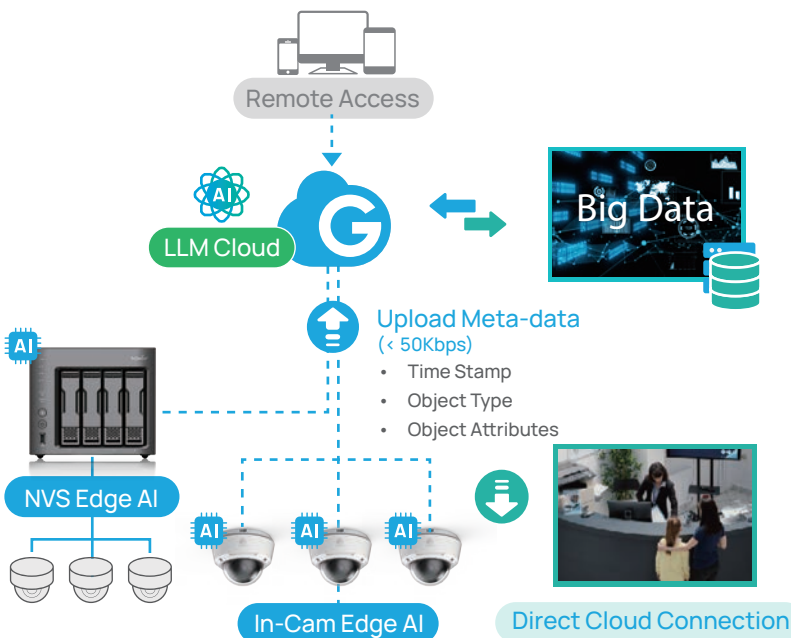 Remote Access
AI
G
LLM Cloud
Big Data
Upload Meta-data
(< 50Kbps)
• Time Stamp
• Object Type
• Object Attributes
AI
NVS Edge AI
AI
AI
AI
In-Cam Edge AI
Direct Cloud Connection